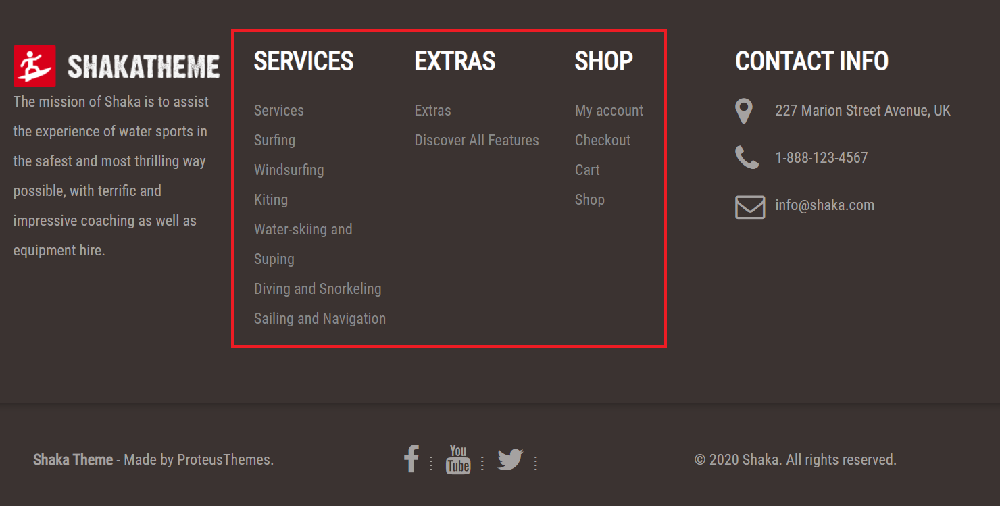 SHAKATHEME
The mission of Shaka is to assist
the experience of water sports in
the safest and most thrilling way
possible, with terrific and
impressive coaching as well as
equipment hire.
SERVICES
Services
Surfing
Windsurfing
Kiting
Water-skiing and
Suping
Diving and Snorkeling
Sailing and Navigation
EXTRAS
Extras
Discover All Features
SHOP
My account
Checkout
Cart
Shop
CONTACT INFO
227 Marion Street Avenue, UK
1-888-123-4567
info@shaka.com
Shaka Theme - Made by ProteusThemes.
You
Tube
© 2020 Shaka. All rights reserved.